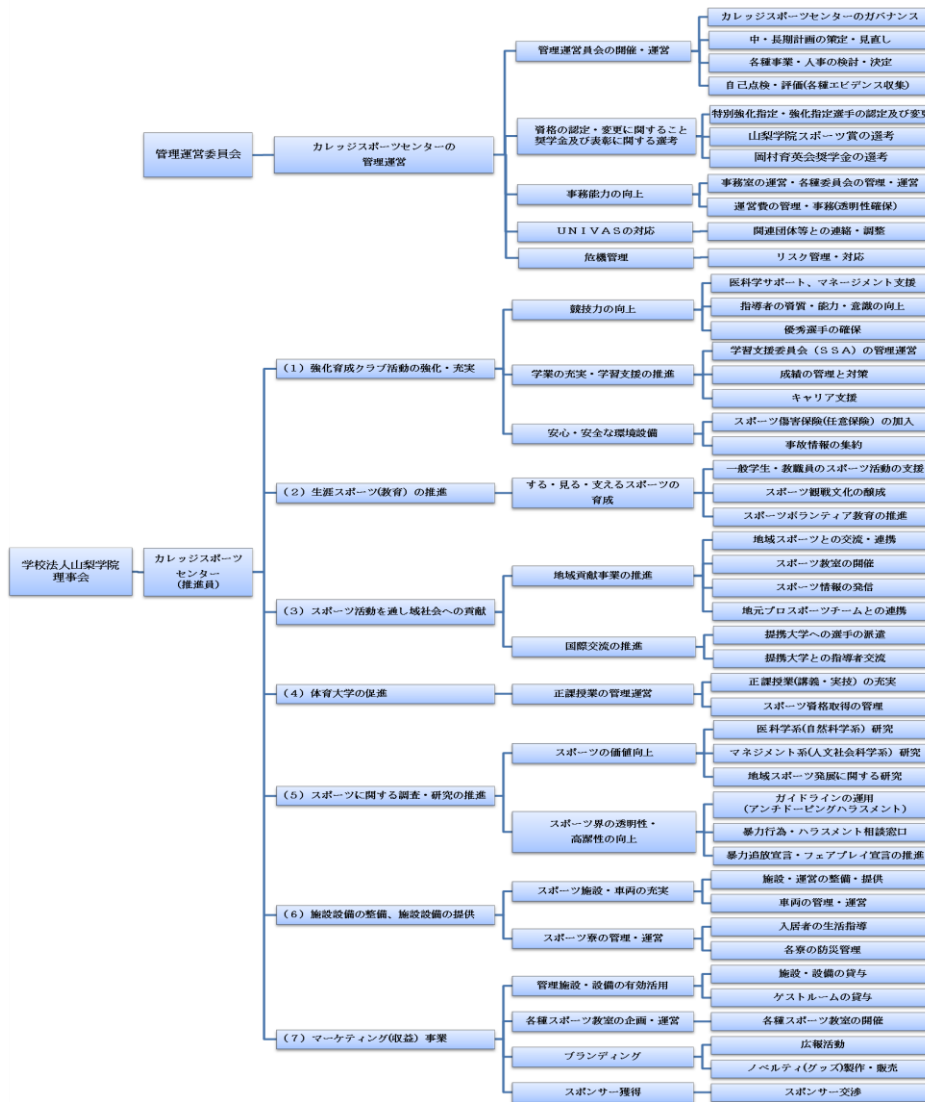 管理運営委員会
カレッジスポーツセンターの
管理運営
管理運営員会の開催・運営
カレッジスポーツセンターのガバナンス
中・長期計画の策定・見直し
各種事業・人事の検討・決定
自己点検・評価(各種エビデンス収集)
資格の認定・変更に関すること
奨学金及び表彰に関する選考
特別強化指定・強化指定選手の認定及び変更
山梨学院スポーツ賞の選考
岡村育英会奨学金の選考
事務能力の向上
事務室の運営・各種委員会の管理・運営
運営費の管理・事務(透明性確保)
UNIVASの対応
関連団体等との連絡・調整
危機管理
リスク管理・対応
学校法人山梨学院
理事会
カレッジスポーツ
センター
(推進員)
(1)強化育成クラブ活動の強化・充実
競技力の向上
医科学サポート、マネージメント支援
指導者の資質・能力・意識の向上
優秀選手の確保
学業の充実・学習支援の推進
学習支援委員会(SSA)の管理運営
成績の管理と対策
キャリア支援
安心・安全な環境設備
スポーツ傷害保険(任意保険)の加入
事故情報の集約
(2)生涯スポーツ(教育)の推進
する・見る・支えるスポーツの
育成
一般学生・教職員のスポーツ活動の支援
スポーツ観戦文化の醸成
スポーツボランティア教育の推進
(3)スポーツ活動を通し域社会への貢献
地域貢献事業の推進
地域スポーツとの交流・連携
スポーツ教室の開催
スポーツ情報の発信
地元プロスポーツチームとの連携
国際交流の推進
提携大学への選手の派遣
提携大学との指導者交流
(4)体育大学の促進
正課授業の管理運営
正課授業(講義・実技)の充実
スポーツ資格取得の管理
(5)スポーツに関する調査・研究の推進
スポーツの価値向上
医科学系(自然科学系)研究
マネジメント系(人文社会科学系)研究
地域スポーツ発展に関する研究
スポーツ界の透明性・
高潔性の向上
ガイドラインの運用
(アンチドーピングハラスメント)
暴力行為・ハラスメント相談窓口
暴力追放宣言・フェアプレイ宣言の推進
(6)施設設備の整備、施設設備の提供
スポーツ施設・車両の充実
施設・運営の整備・提供
車両の管理・運営
スポーツ寮の管理・運営
入居者の生活指導
各寮の防災管理
(7)マーケティング(収益)事業
管理施設・設備の有効活用
施設・設備の貸与
ゲストルームの貸与
各種スポーツ教室の企画・運営
各種スポーツ教室の開催
ブランディング
広報活動
ノベルティ(グッズ)製作・販売
スポンサー獲得
スポンサー交渉